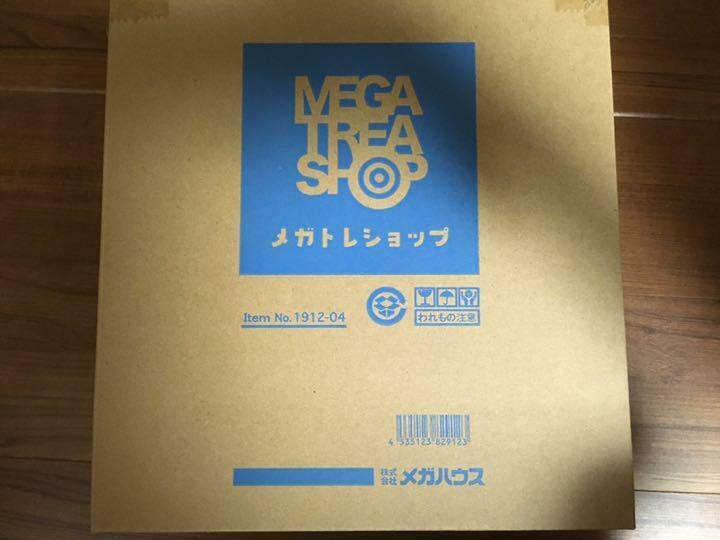 MEGA
TREA
SHOP
メガトレショップ
Item No. 1912-04
われもの注意
4 535123 829123
株式会社 メガハウス